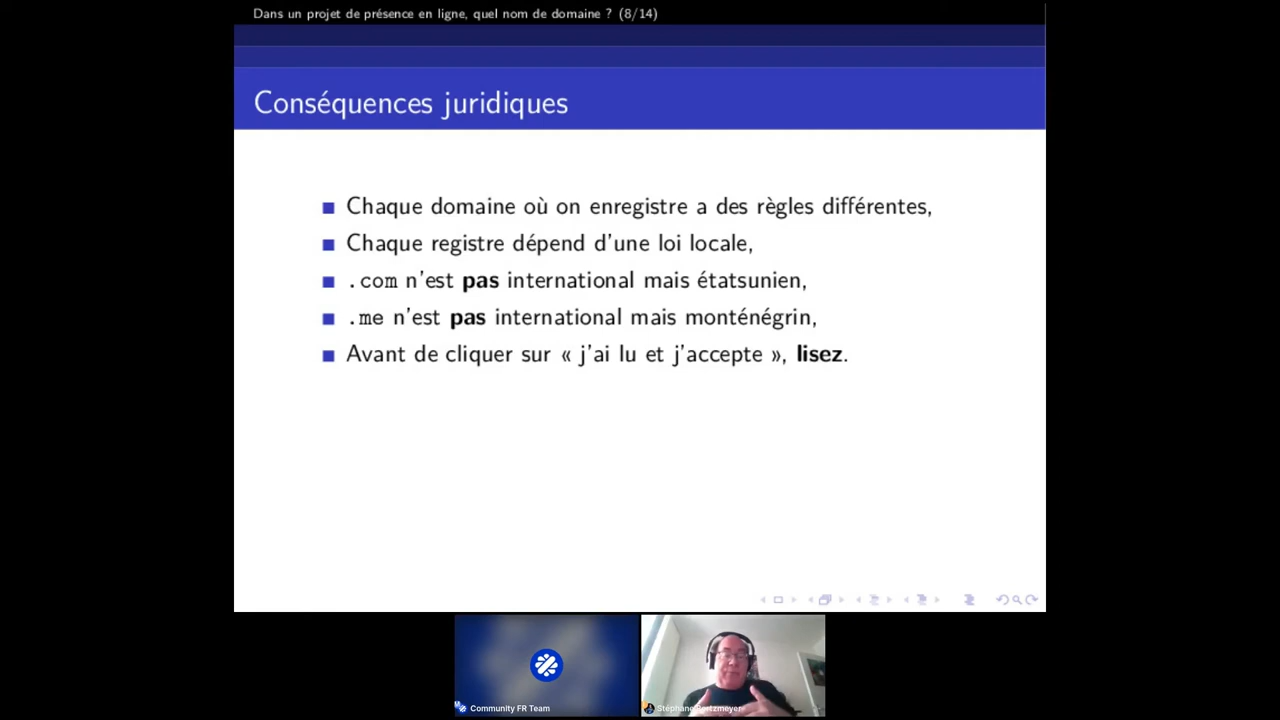 Dans un projet de présence en ligne, quel nom de domaine ? (8/14)
Conséquences juridiques
Chaque domaine où on enregistre a des règles différentes,
Chaque registre dépend d'une loi locale,
.com n'est pas international mais étatsunien,
.me n'est pas international mais monténégrin,
Avant de cliquer sur « j'ai lu et j'accepte », lisez.
Community FR Team
Stéphane Bortzmeyer